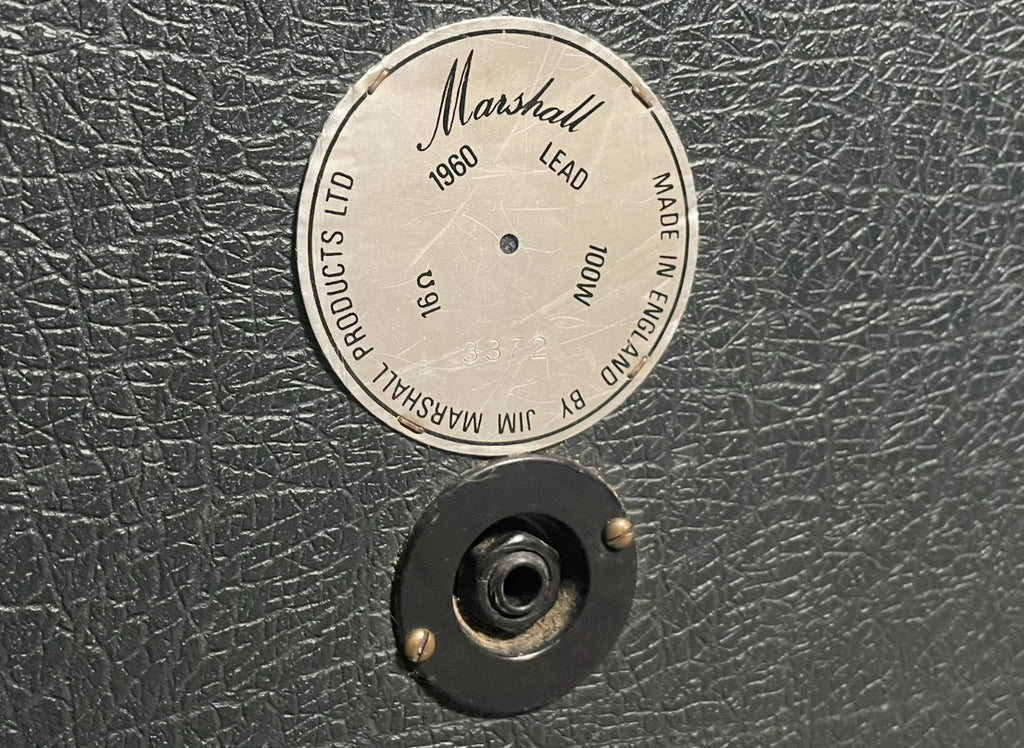 Marshall
1960 LEAD
16Ω 100W
3372
MADE IN ENGLAND BY JIM MARSHALL PRODUCTS LTD